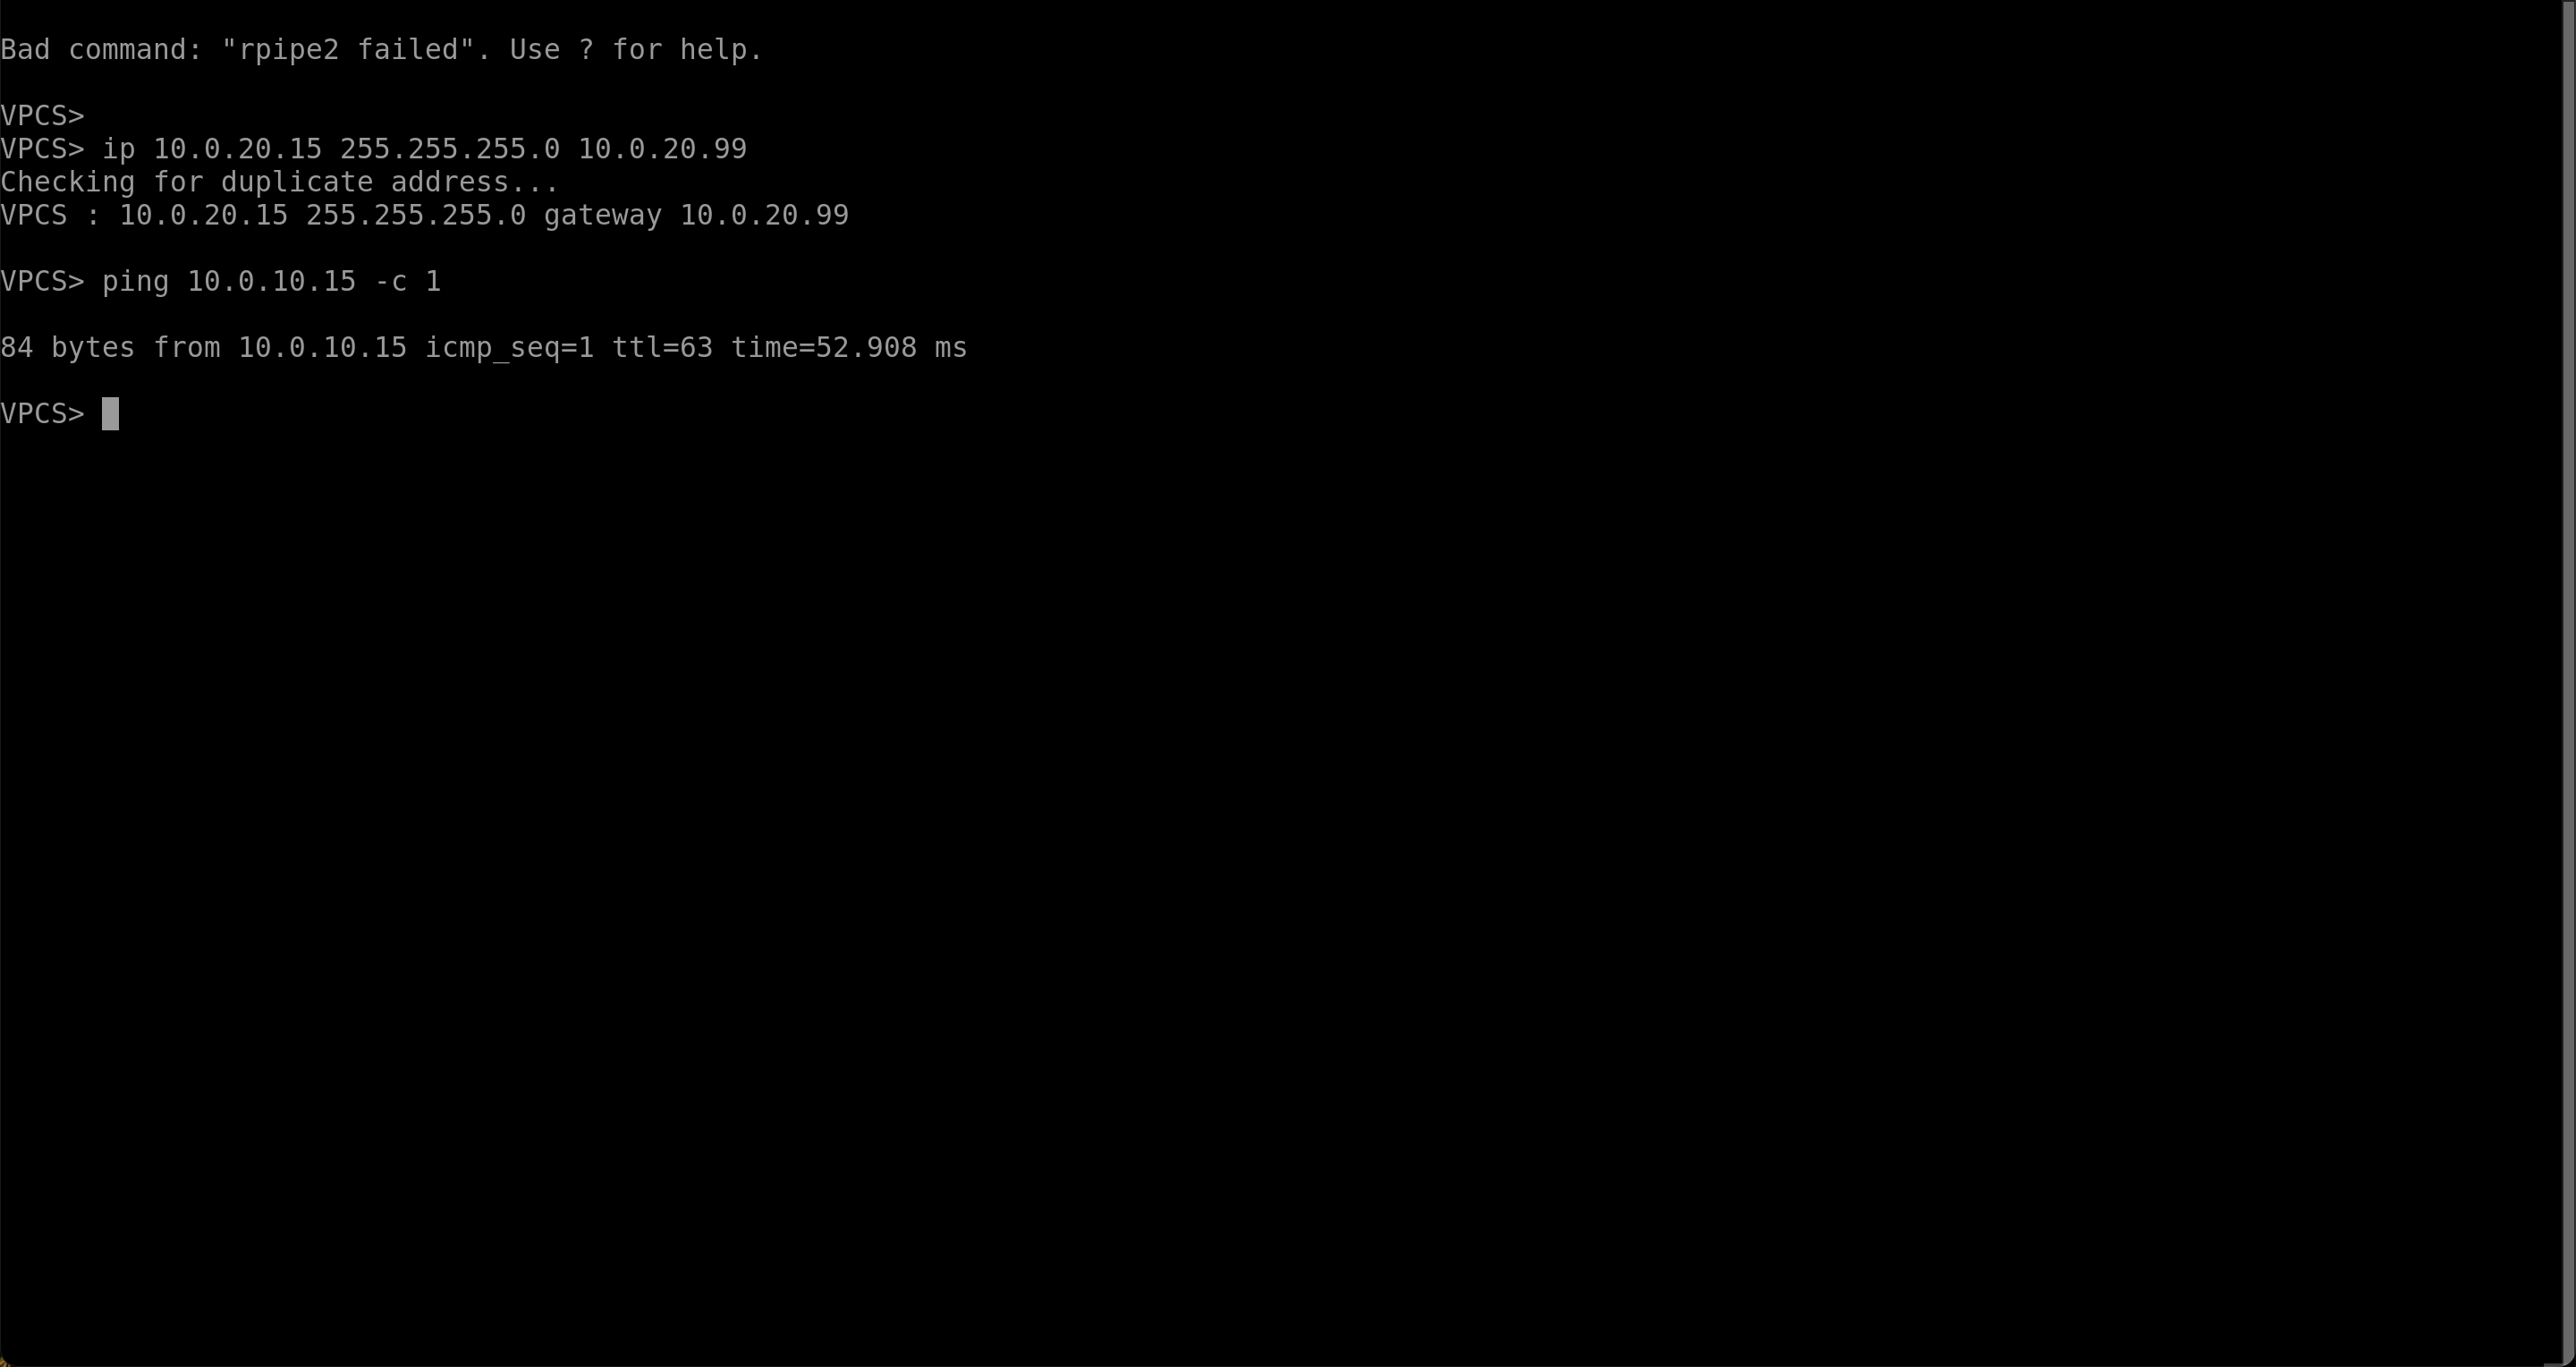 Bad command: "rpipe2 failed". Use ? for help.
VPCS>
VPCS> ip 10.0.20.15 255.255.255.0 10.0.20.99
Checking for duplicate address...
VPCS : 10.0.20.15 255.255.255.0 gateway 10.0.20.99
VPCS> ping 10.0.10.15 -c 1
84 bytes from 10.0.10.15 icmp_seq=1 ttl=63 time=52.908 ms
VPCS>